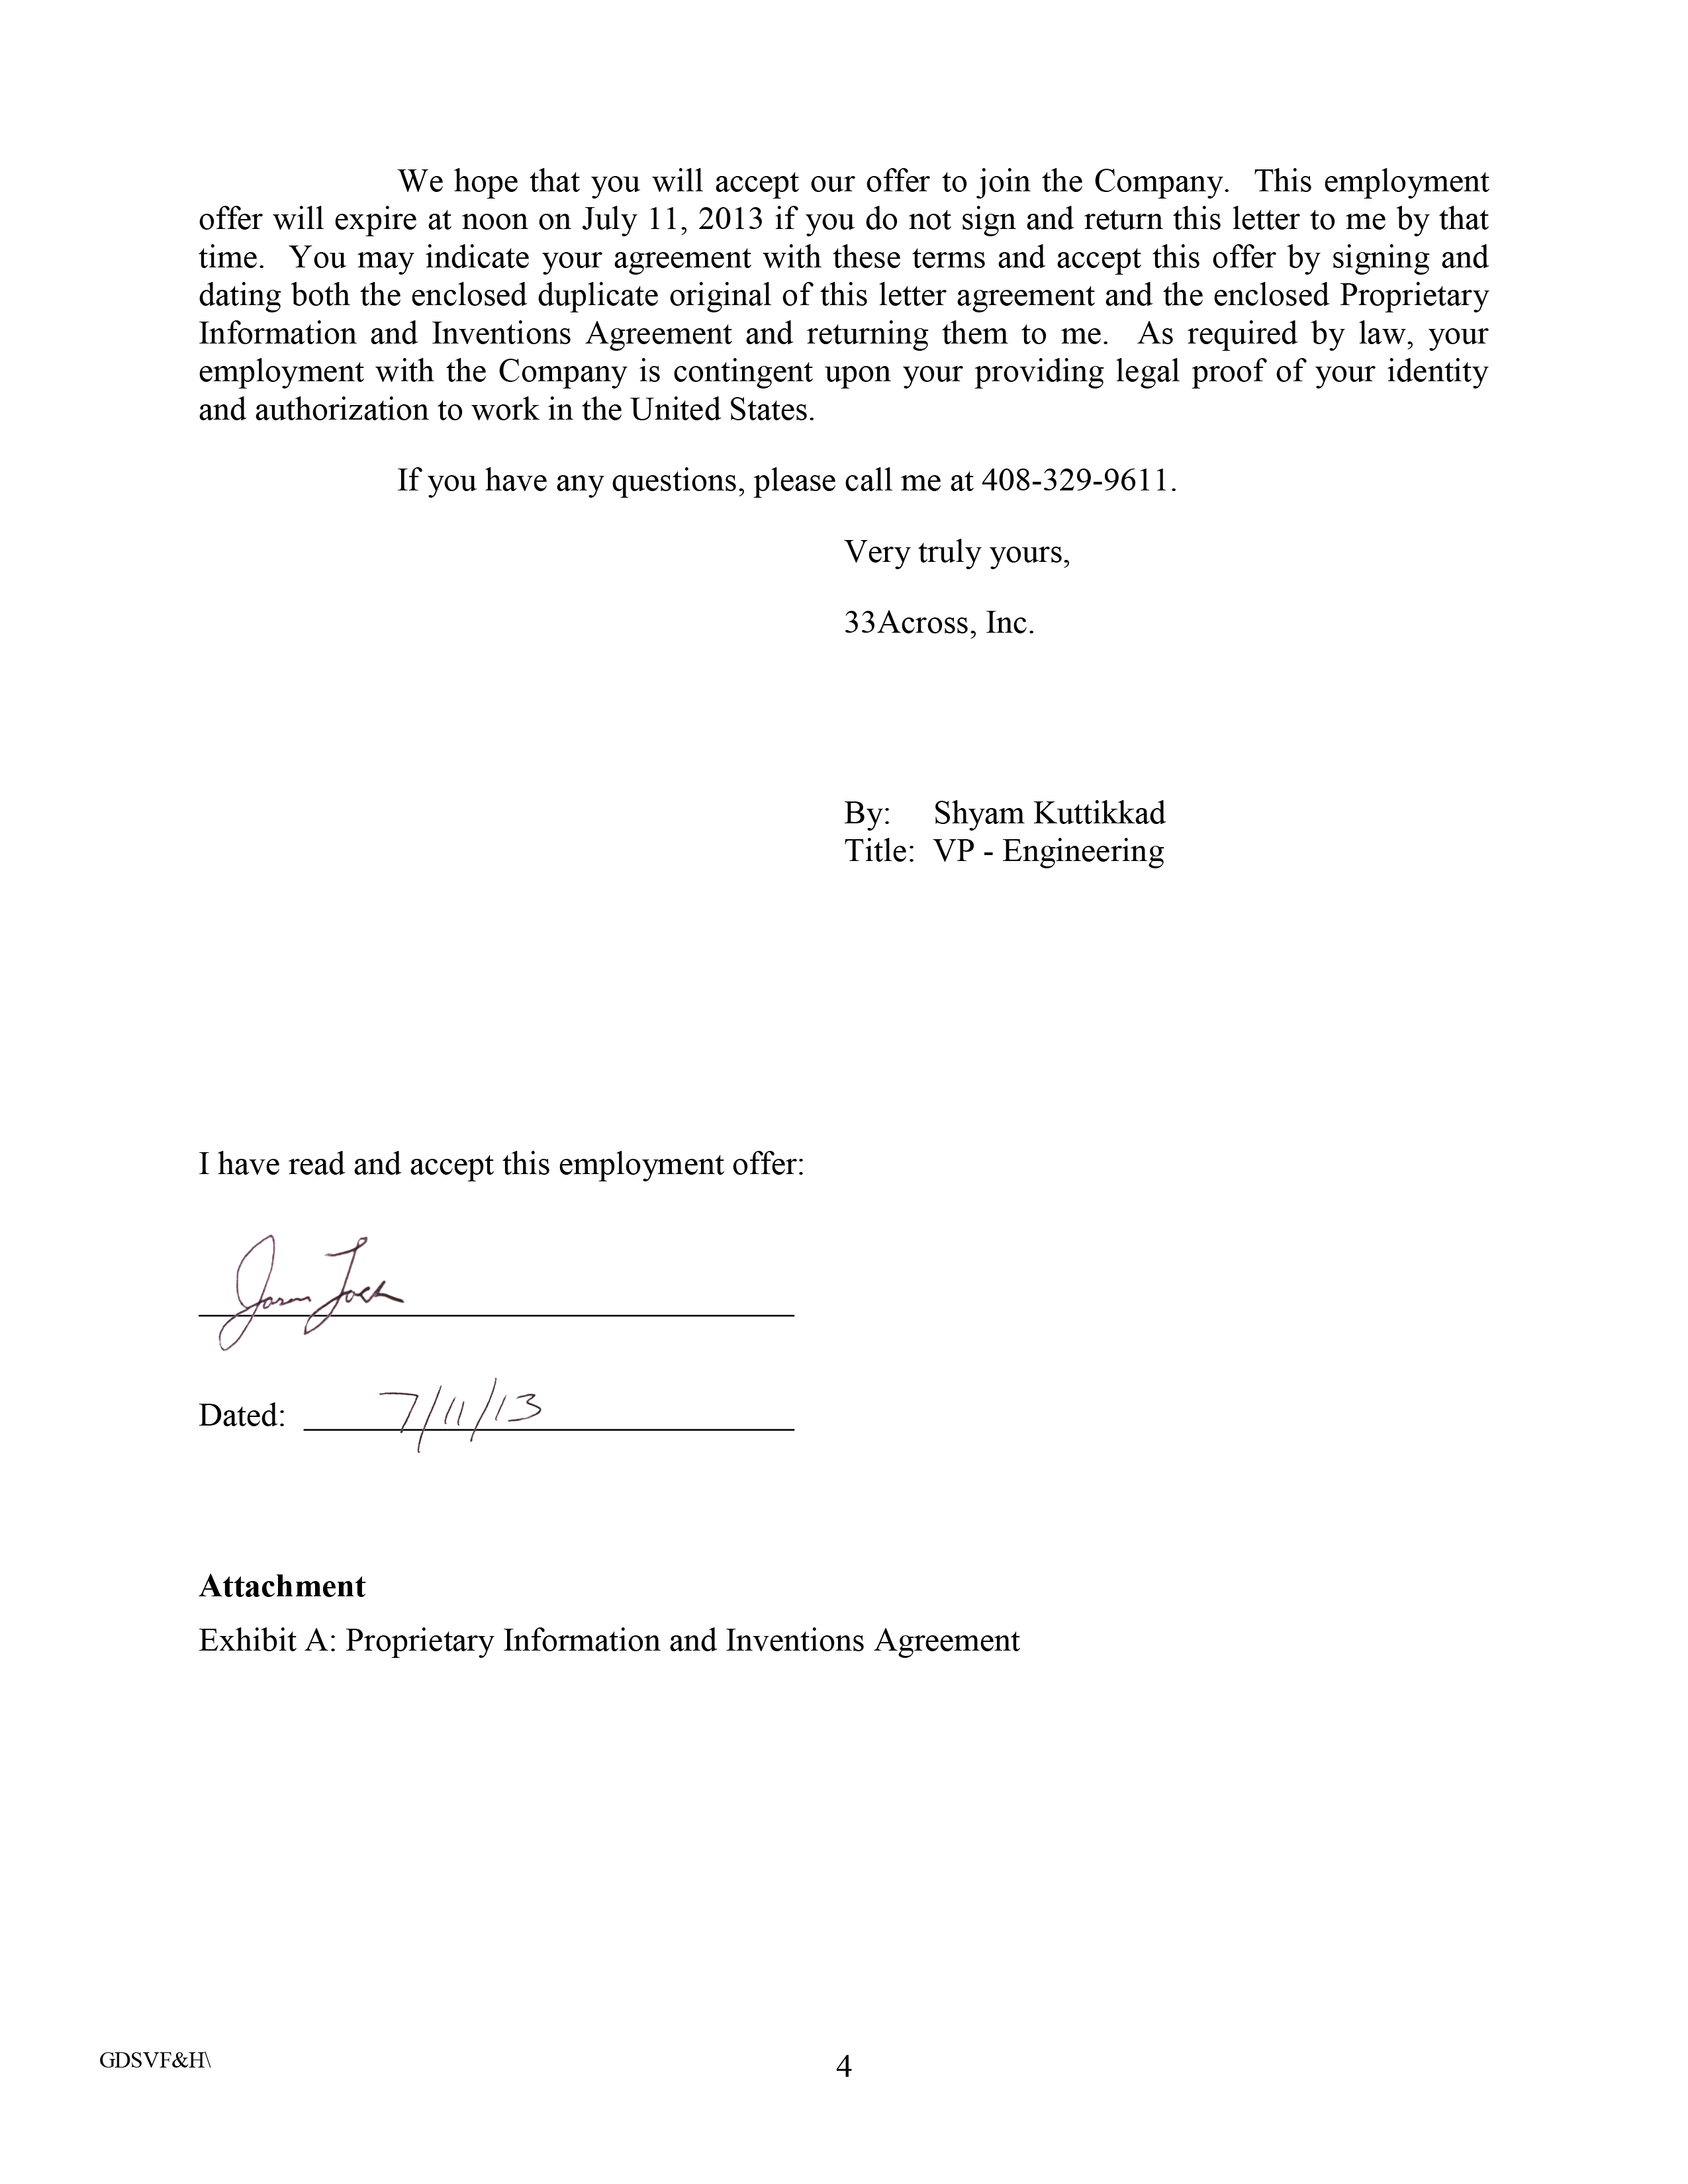 We hope that you will accept our offer to join the Company. This employment
offer will expire at noon on July 11, 2013 if you do not sign and return this letter to me by that
time. You may indicate your agreement with these terms and accept this offer by signing and
dating both the enclosed duplicate original of this letter agreement and the enclosed Proprietary
Information and Inventions Agreement and returning them to me. As required by law, your
employment with the Company is contingent upon your providing legal proof of your identity
and authorization to work in the United States.
If you have any questions, please call me at 408-329-9611.
Very truly yours,
33Across, Inc.
By: Shyam Kuttikkad
Title: VP - Engineering
I have read and accept this employment offer:
Dated: 7/11/13
Attachment
Exhibit A: Proprietary Information and Inventions Agreement
GDSVF&H\
4